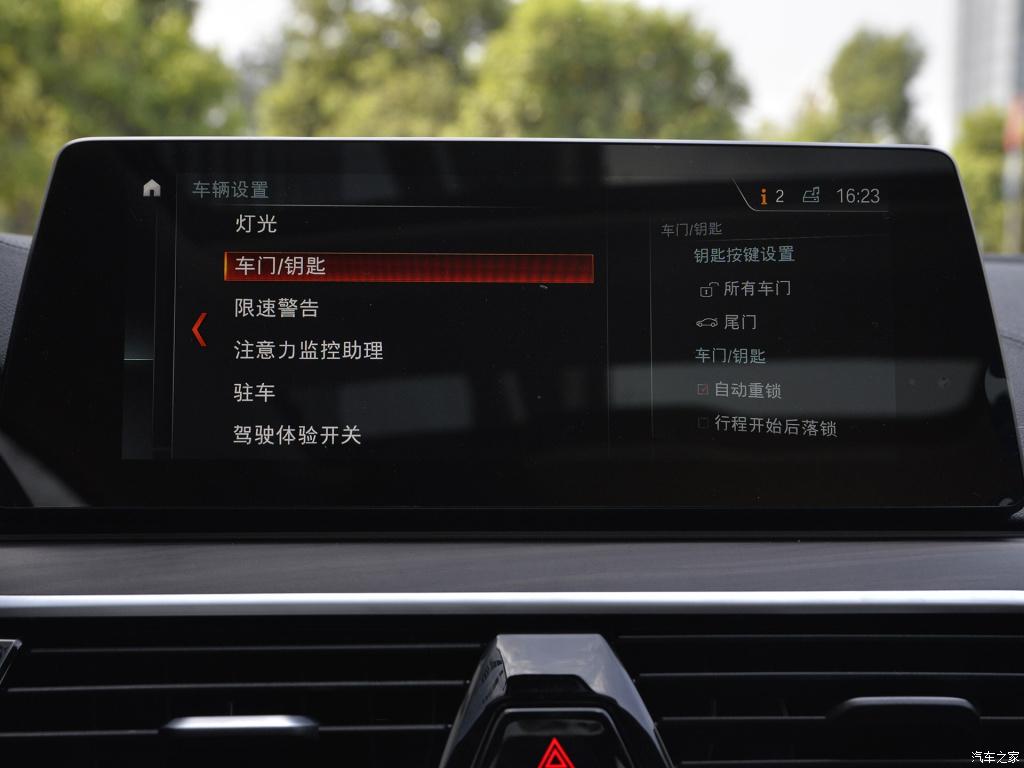 车辆设置
2 16:23
灯光
车门/钥匙
限速警告
注意力监控助理
驻车
驾驶体验开关
车门/钥匙
钥匙按键设置
所有车门
尾门
车门/钥匙
自动重锁
行程开始后落锁
汽车之家